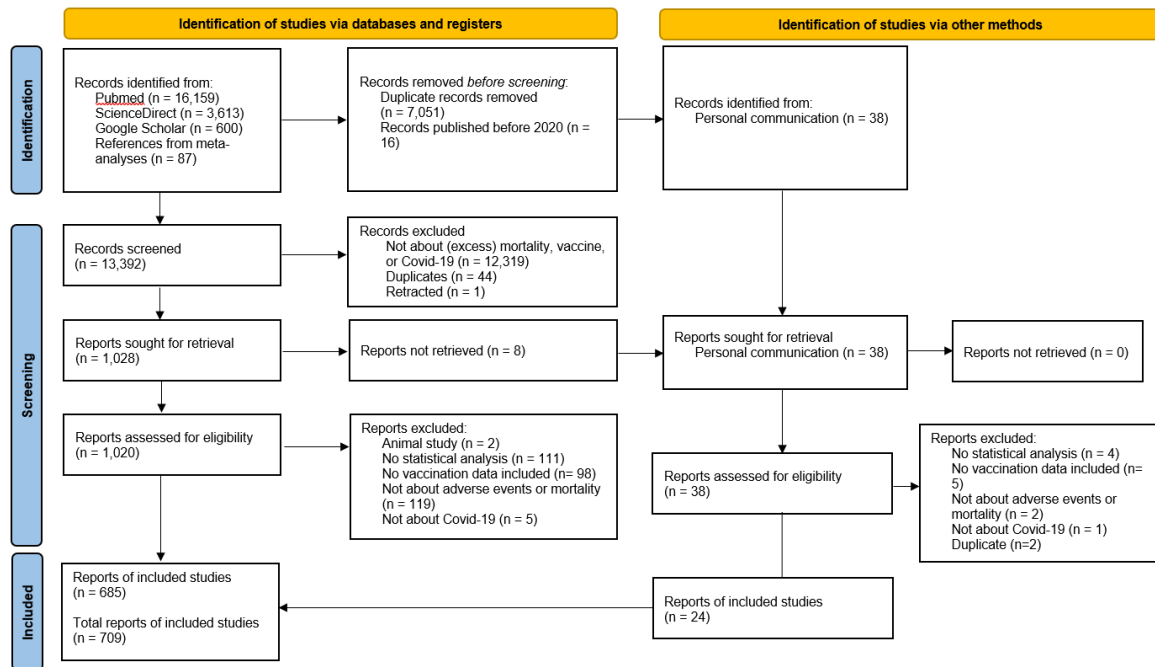 Identification of studies via databases and registers
Identification of studies via other methods
Identification
Records identified from:
Pubmed (n = 16,159)
ScienceDirect (n = 3,613)
Google Scholar (n = 600)
References from meta-
analyses (n = 87)
Records removed before screening:
Duplicate records removed
(n = 7,051)
Records published before 2020 (n =
16)
Records identified from:
Personal communication (n = 38)
Screening
Records screened
(n = 13,392)
Records excluded
Not about (excess) mortality, vaccine,
or Covid-19 (n = 12,319)
Duplicates (n = 44)
Retracted (n = 1)
Reports sought for retrieval
(n = 1,028)
Reports not retrieved (n = 8)
Reports sought for retrieval
Personal communication (n = 38)
Reports not retrieved (n = 0)
Reports assessed for eligibility
(n = 1,020)
Reports excluded:
Animal study (n = 2)
No statistical analysis (n = 111)
No vaccination data included (n= 98)
Not about adverse events or mortality
(n = 119)
Not about Covid-19 (n = 5)
Reports assessed for eligibility
(n = 38)
Reports excluded:
No statistical analysis (n = 4)
No vaccination data included (n=
5)
Not about adverse events or
mortality (n = 2)
Not about Covid-19 (n = 1)
Duplicate (n=2)
Included
Reports of included studies
(n = 685)
Total reports of included studies
(n = 709)
Reports of included studies
(n = 24)